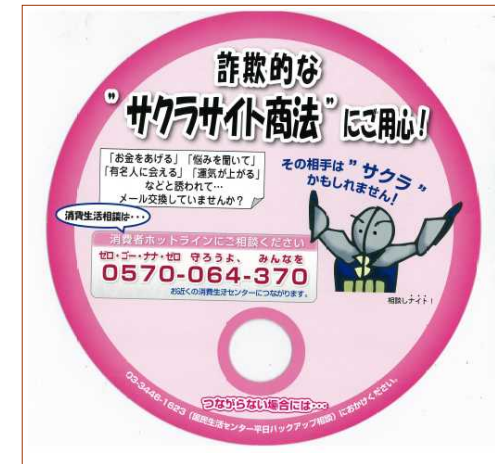 詐欺的な
"サクラサイト商法"にご用心!
「お金をあげる」「悩みを聞いて」
「有名人に会える」「運気が上がる」
などと誘われて…
メール交換していませんか?
その相手は"サクラ"
かもしれません!
消費生活相談は・・・
消費者ホットラインにご相談ください
ゼロ・ゴー・ナナ・ゼロ 守ろうよ、 みんなを
0570-064-370
お近くの消費生活センターにつながります。
相談しナイト!
つながらない場合には・・・
03-3446-1623(国民生活センター平日バックアップ相談)におかけください。